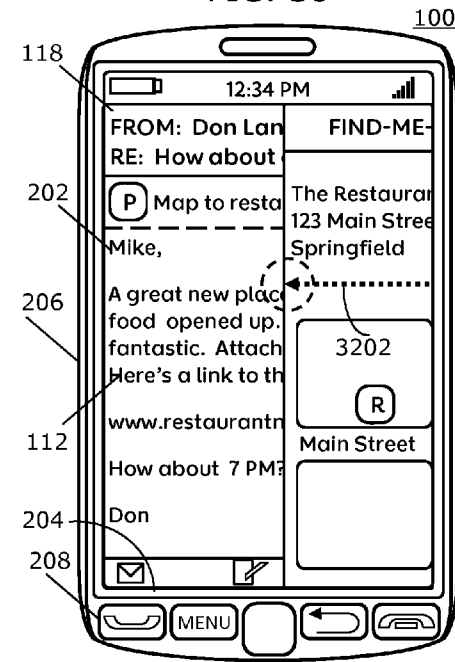 100
118
12:34 PM
FROM: Don Lan
RE: How about
FIND-ME-
202
P Map to resta
The Restauran
123 Main Stree
Springfield
Mike,
206
A great new place
food opened up.
fantastic. Attach
Here's a link to th
3202
R
112
www.restaurantn
Main Street
How about 7 PM?
204
Don
208
MENU